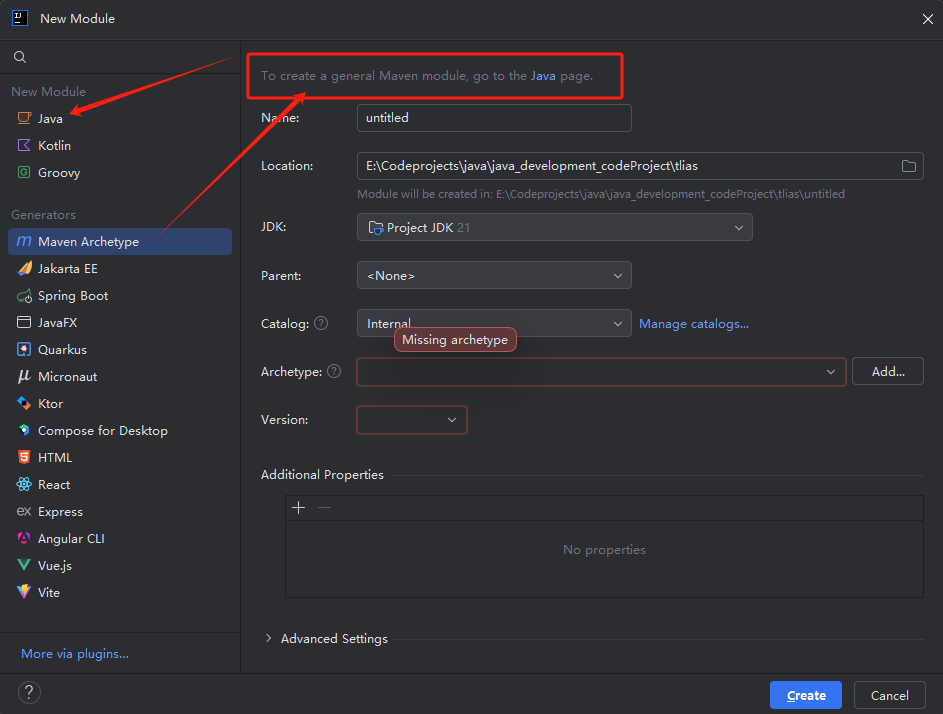 New Module
New Module
Java
Kotlin
Groovy
Generators
Maven Archetype
Jakarta EE
Spring Boot
JavaFX
Quarkus
Micronaut
Ktor
Compose for Desktop
HTML
React
ex Express
Angular CLI
Vue.js
Vite
More via plugins...
To create a general Maven module, go to the Java page.
Name: untitled
Location: E:\Codeprojects\java\java_development_codeProject\tlias
Module will be created in: E:\Codeprojects\java\java_development_codeProject\tlias\untitled
JDK: Project JDK 21
Parent: <None>
Catalog: ? Internal Manage catalogs...
Missing archetype
Archetype: ? Add...
Version:
Additional Properties
No properties
Advanced Settings
? Create Cancel